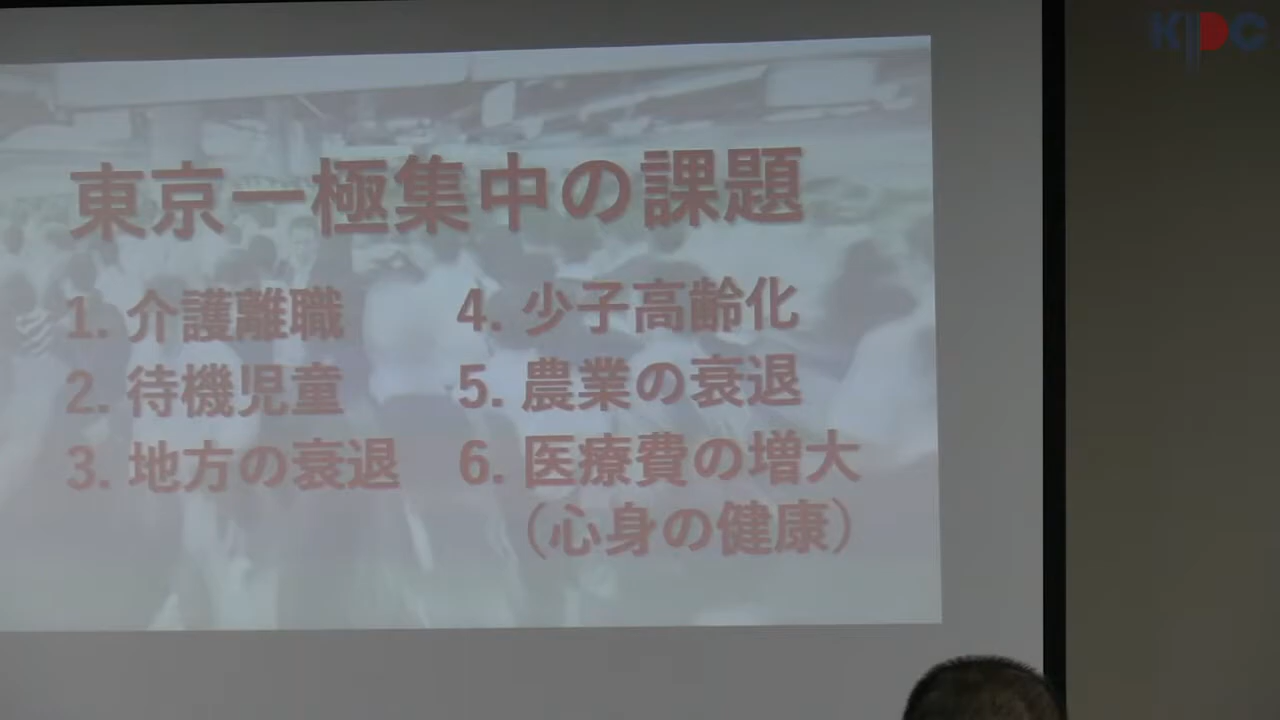 KPC
東京一極集中の課題
1. 介護離職
2. 待機児童
3. 地方の衰退
4. 少子高齢化
5. 農業の衰退
6. 医療費の増大
（心身の健康）